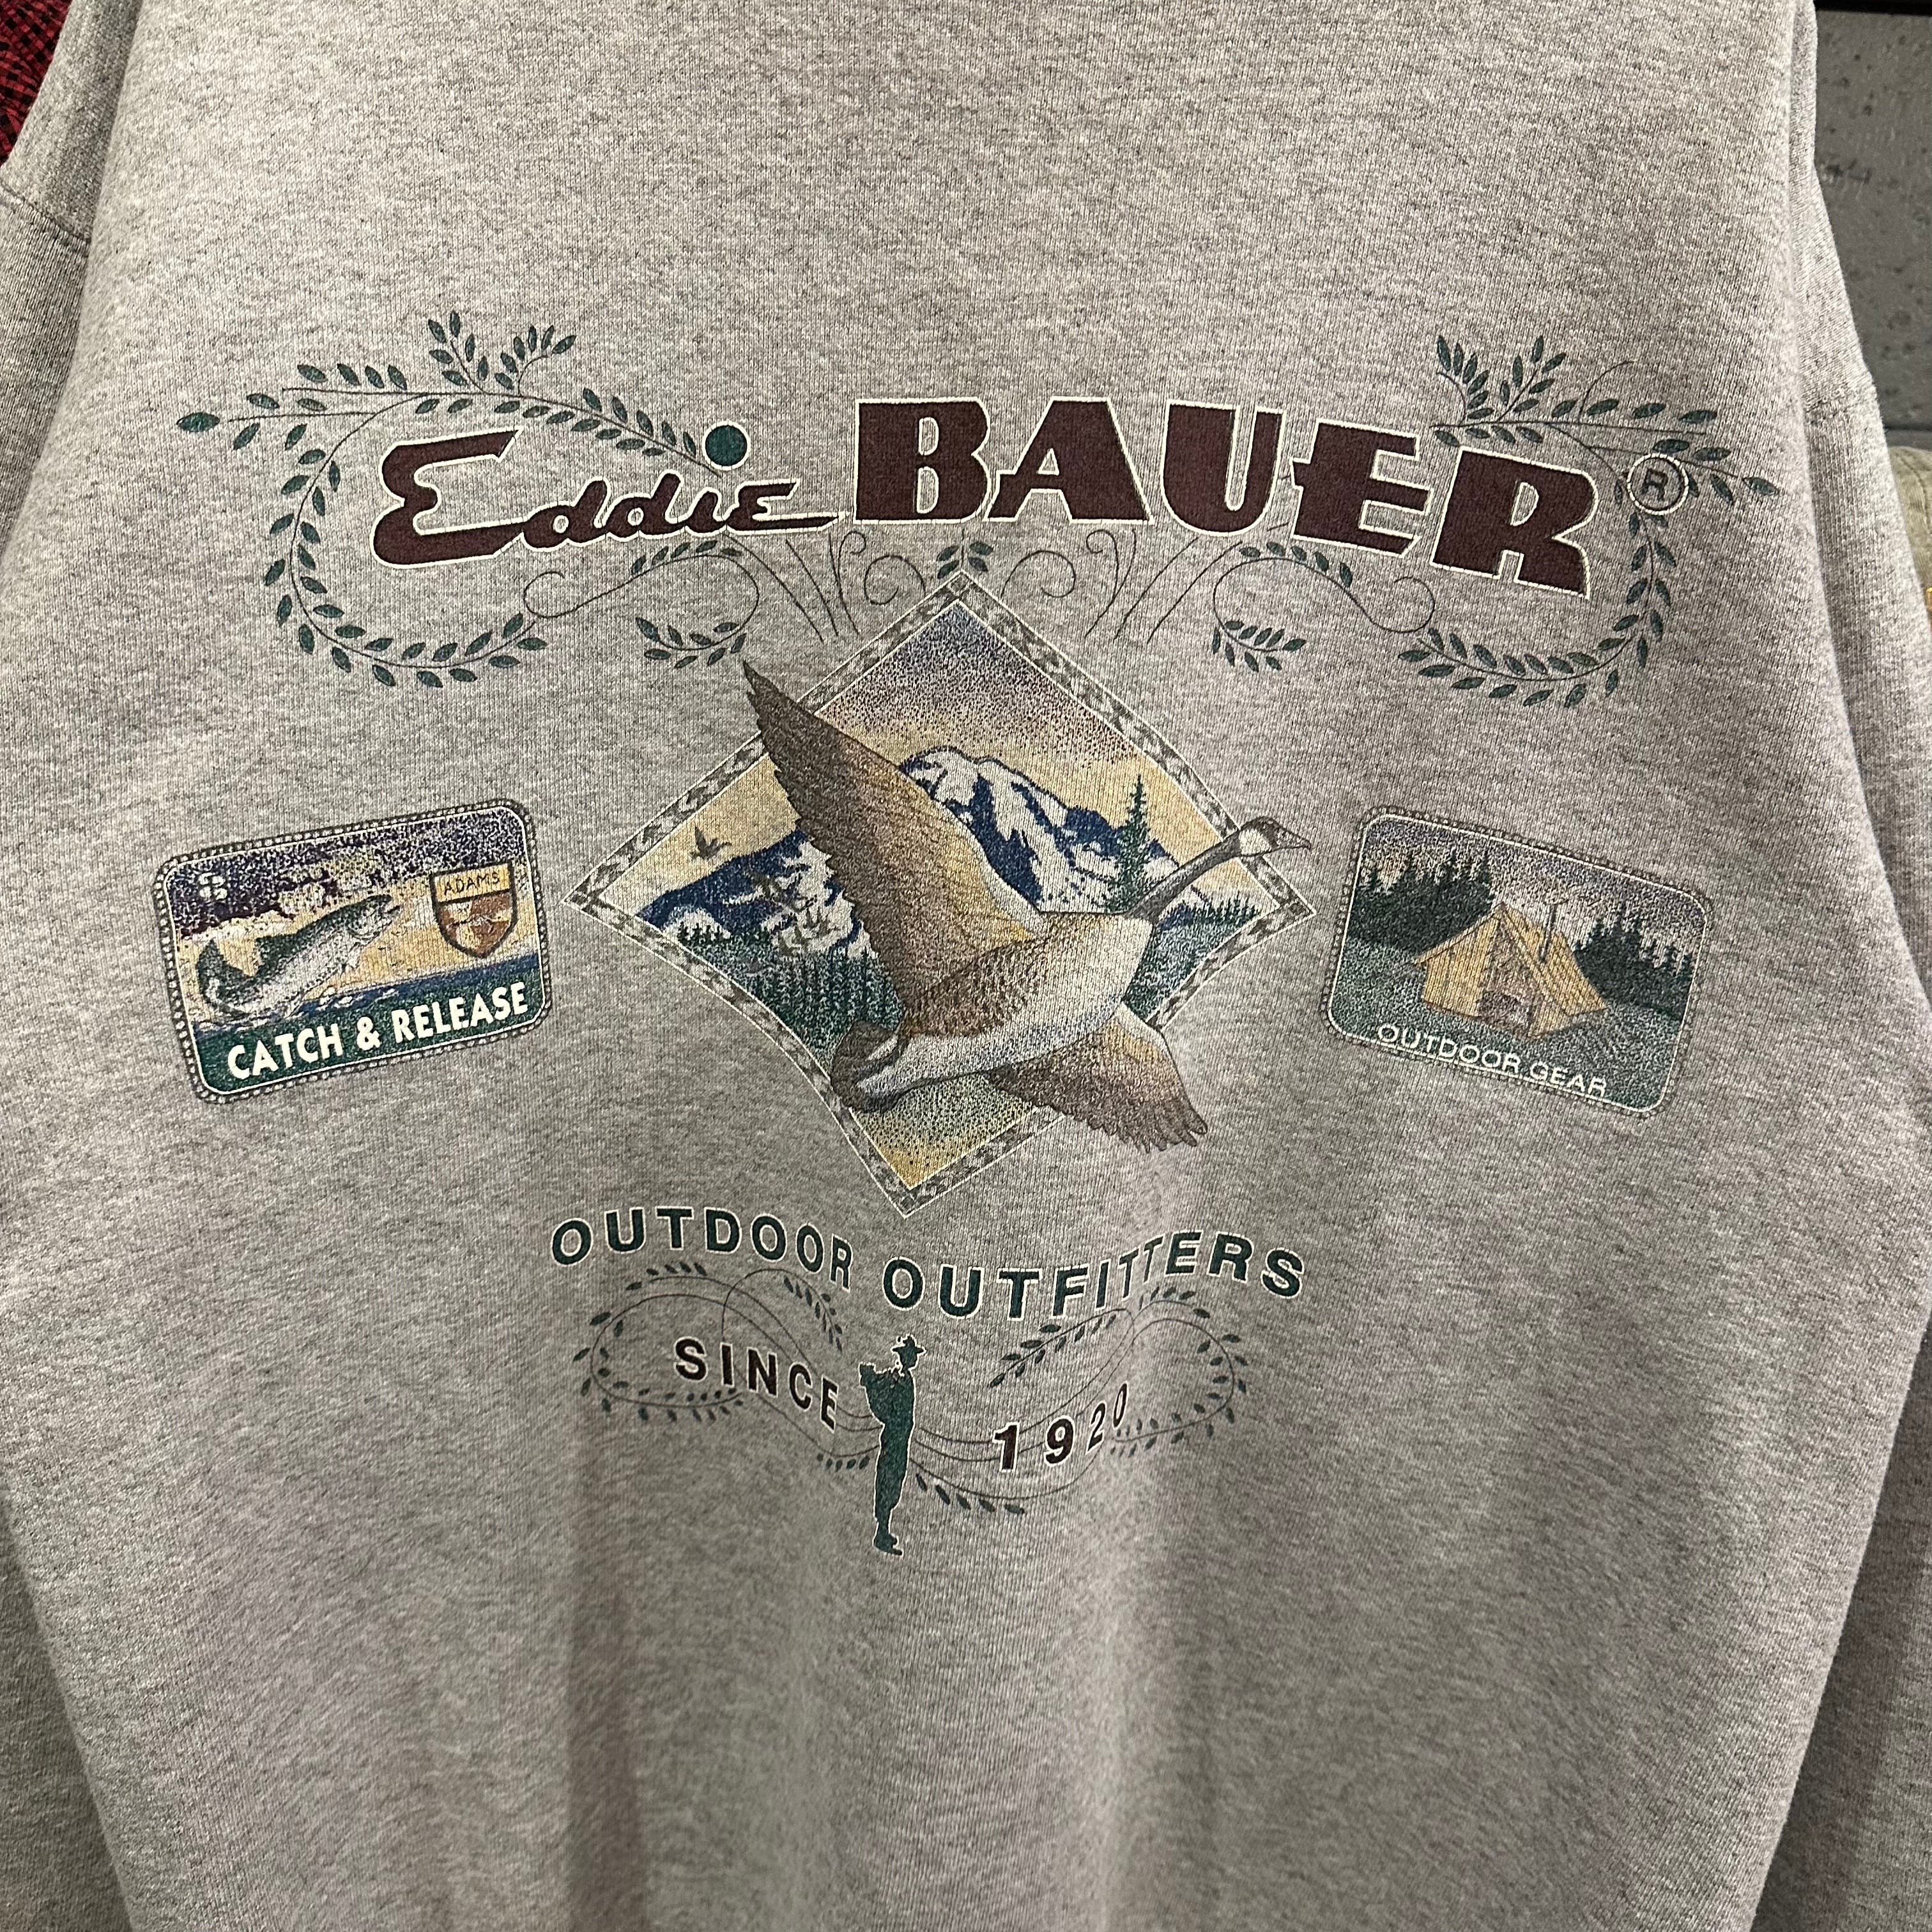 Eddie BAUER ®
ADAMS
CATCH & RELEASE
OUTDOOR GEAR
OUTDOOR OUTFITTERS
SINCE 1920